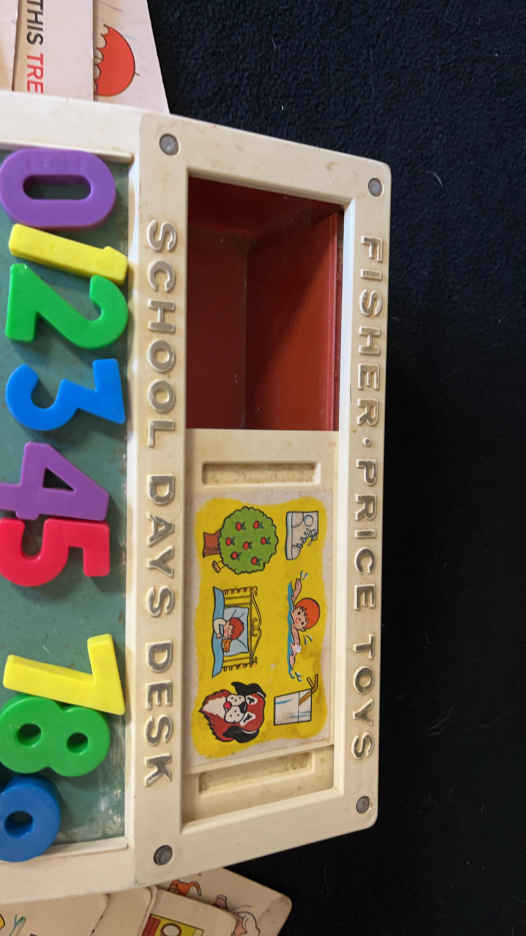 THIS TRE
0 1 2 3 4 5 7 8
SCHOOL DAYS DESK
FISHER·PRICE TOYS